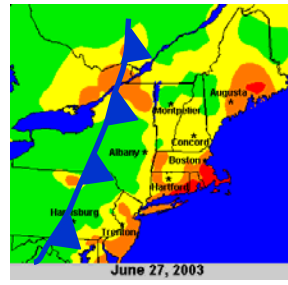 Augusta
Montpelier
Concord
Albany
Boston
Hartford
Harrisburg
Trenton
June 27, 2003